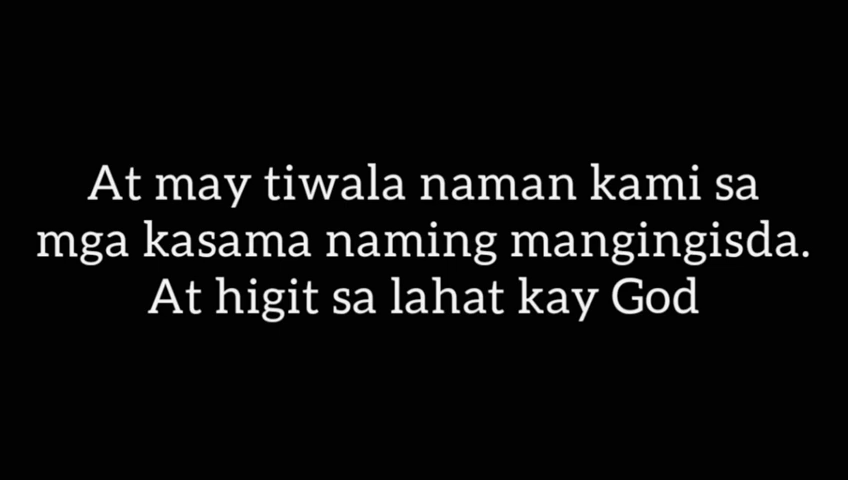 At may tiwala naman kami sa
mga kasama naming mangingisda.
At higit sa lahat kay God